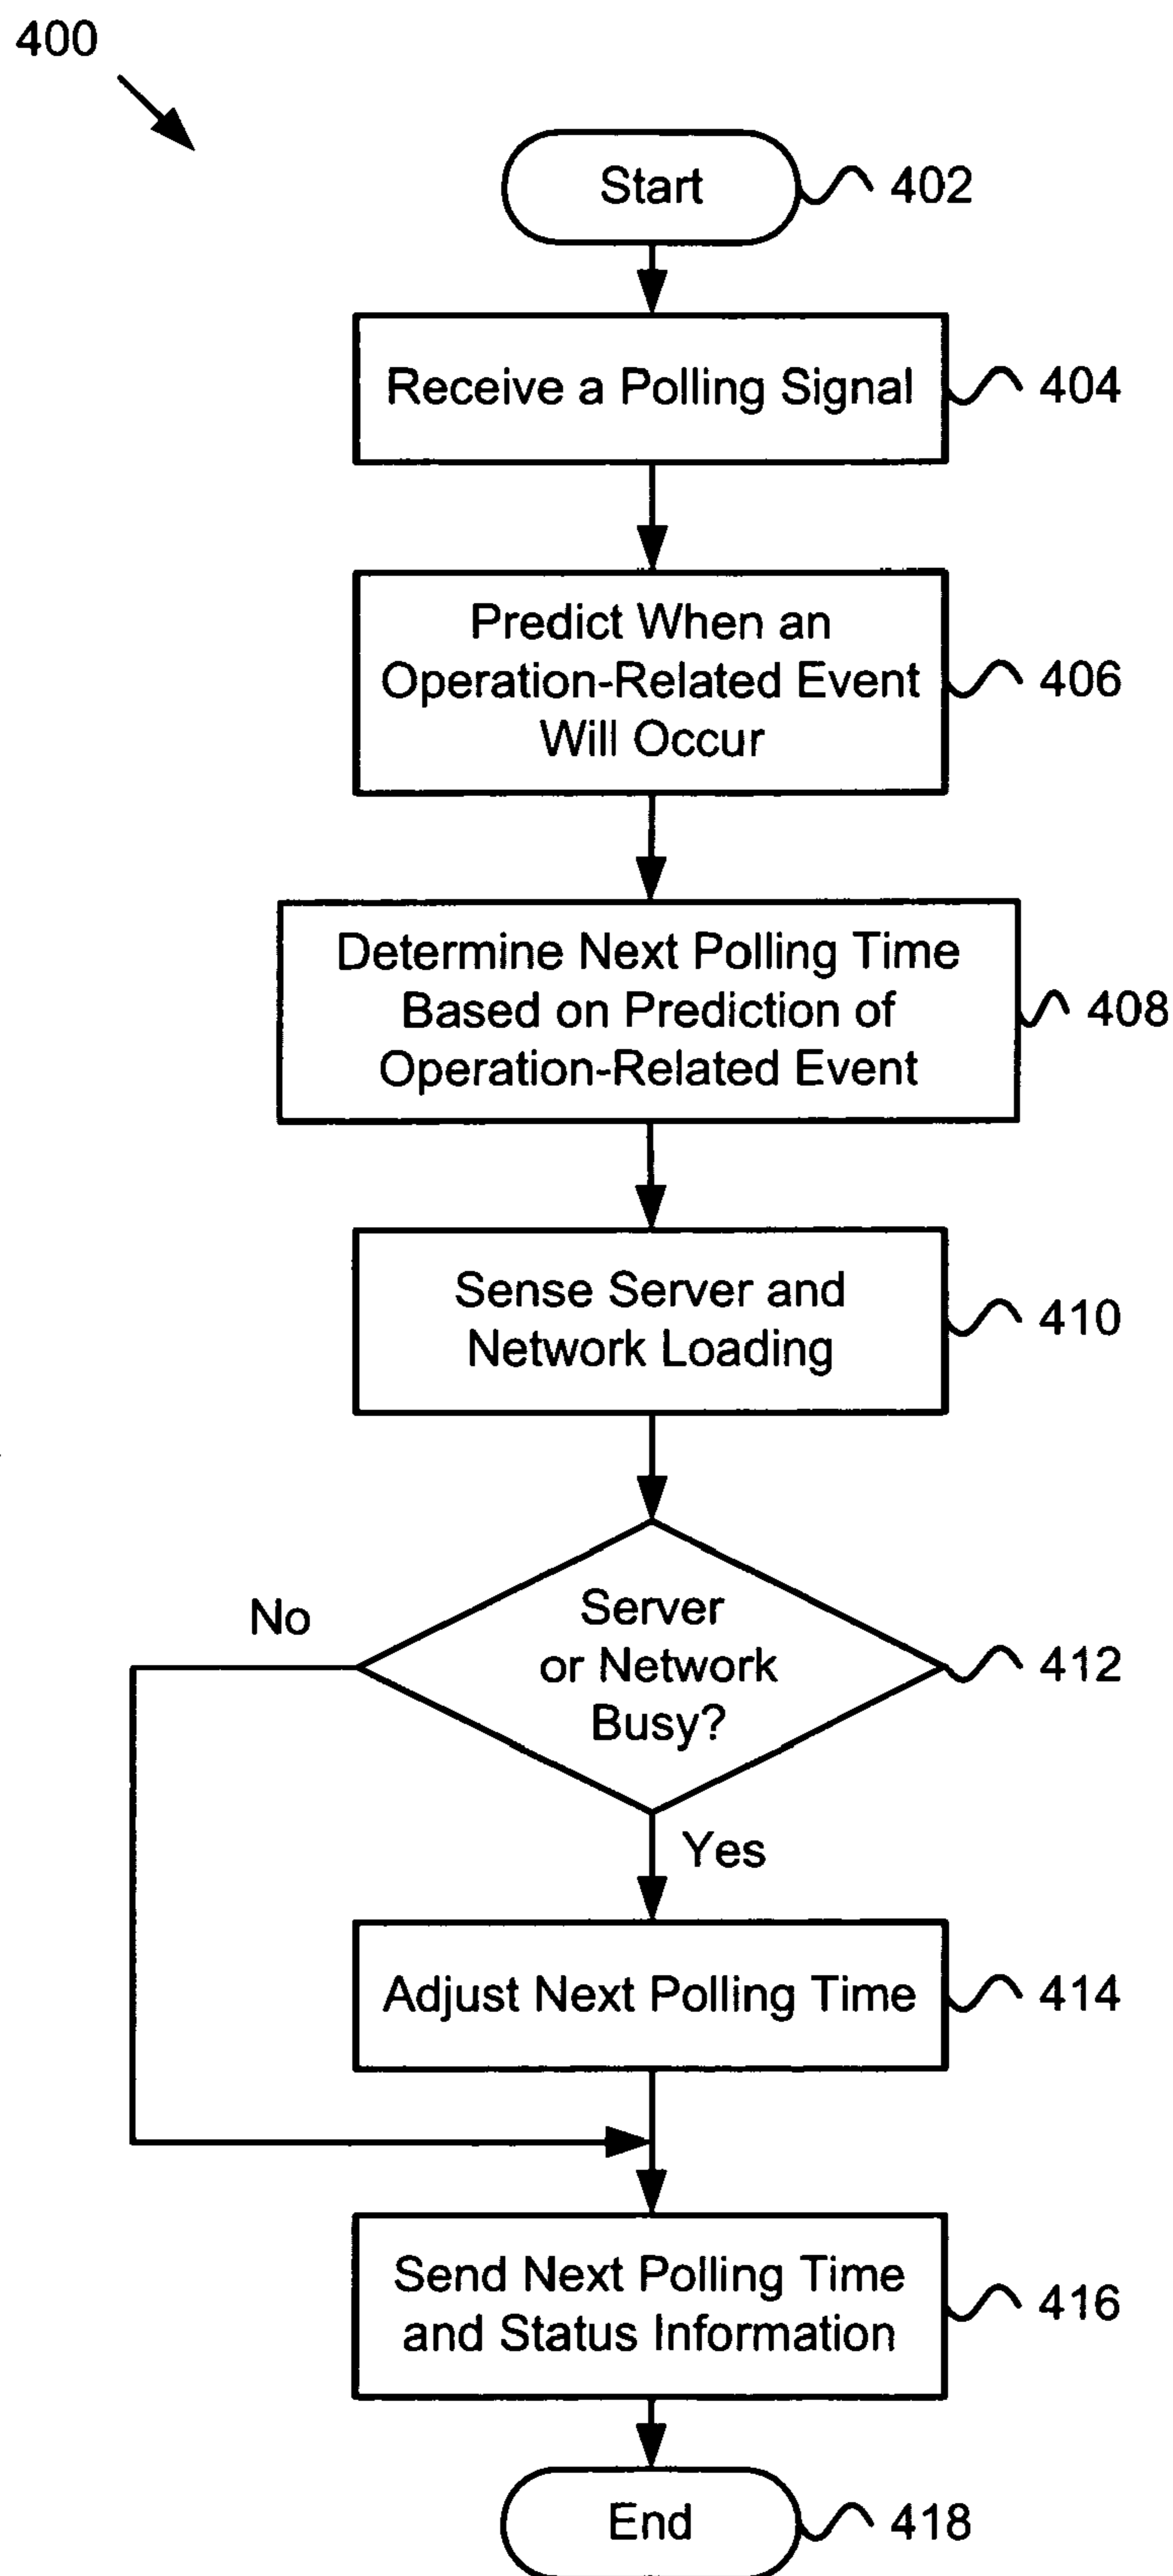 400
Start
402
Receive a Polling Signal
404
Predict When an
Operation-Related Event
Will Occur
406
Determine Next Polling Time
Based on Prediction of
Operation-Related Event
408
Sense Server and
Network Loading
410
Server
or Network
Busy?
412
No
Yes
Adjust Next Polling Time
414
Send Next Polling Time
and Status Information
416
End
418